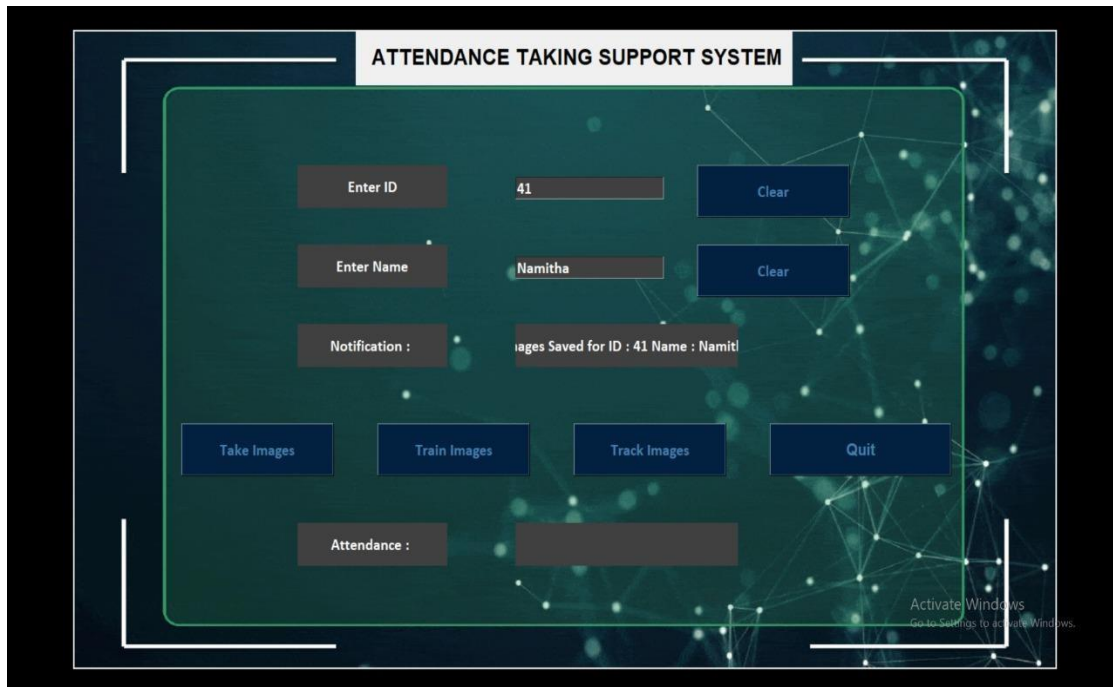 ATTENDANCE TAKING SUPPORT SYSTEM
Enter ID 41 Clear
Enter Name Namitha Clear
Notification : ages Saved for ID : 41 Name : Namit
Take Images Train Images Track Images Quit
Attendance :
Activate Windows
Go to Settings to activate Windows.